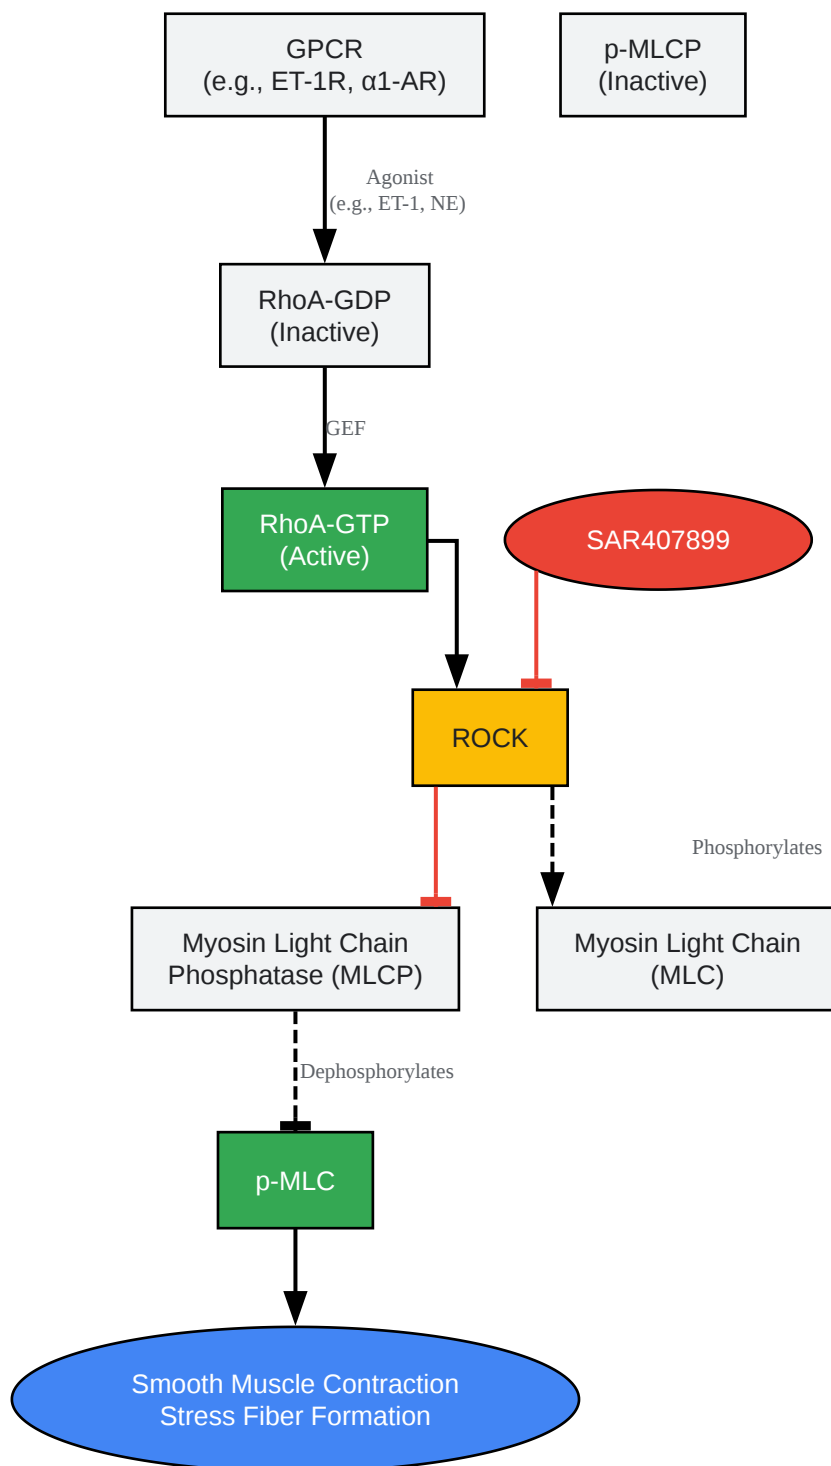 GPCR
(e.g., ET-1R, α1-AR)
p-MLCP
(Inactive)
Agonist
(e.g., ET-1, NE)
RhoA-GDP
(Inactive)
GEF
RhoA-GTP
(Active)
SAR407899
ROCK
Phosphorylates
Myosin Light Chain
Phosphatase (MLCP)
Myosin Light Chain
(MLC)
Dephosphorylates
p-MLC
Smooth Muscle Contraction
Stress Fiber Formation